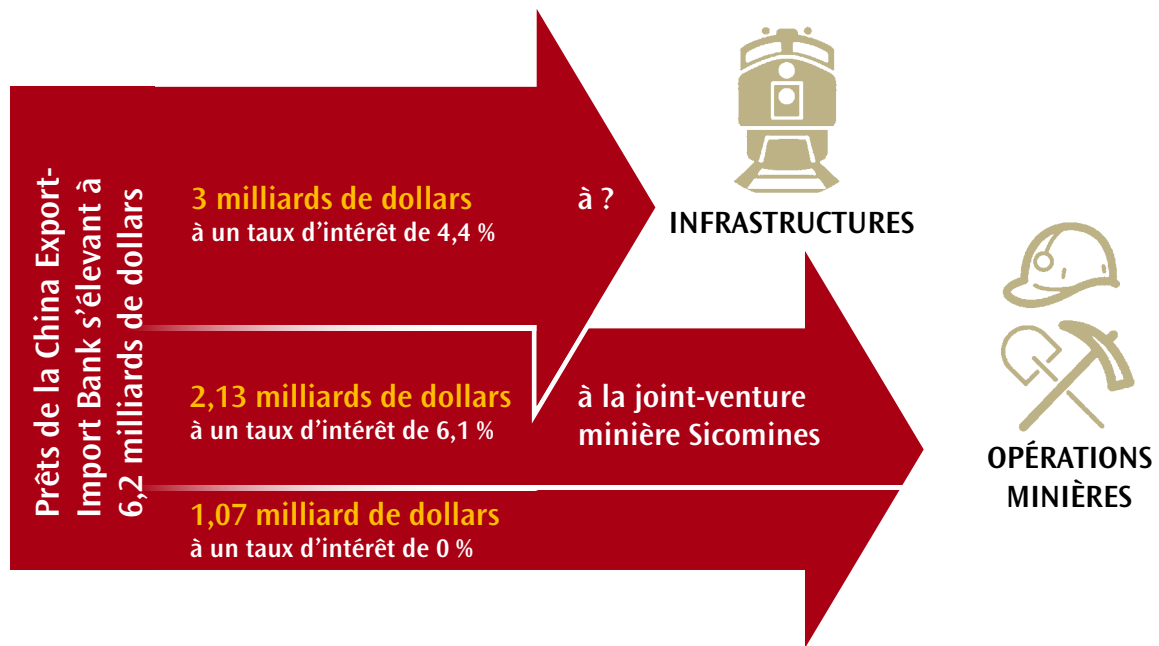 Prêts de la China Export-
Import Bank s’élevant à
6,2 milliards de dollars
3 milliards de dollars
à un taux d’intérêt de 4,4 %
à ?
INFRASTRUCTURES
2,13 milliards de dollars
à un taux d’intérêt de 6,1 %
à la joint-venture
minière Sicomines
OPÉRATIONS
MINIÈRES
1,07 milliard de dollars
à un taux d’intérêt de 0 %